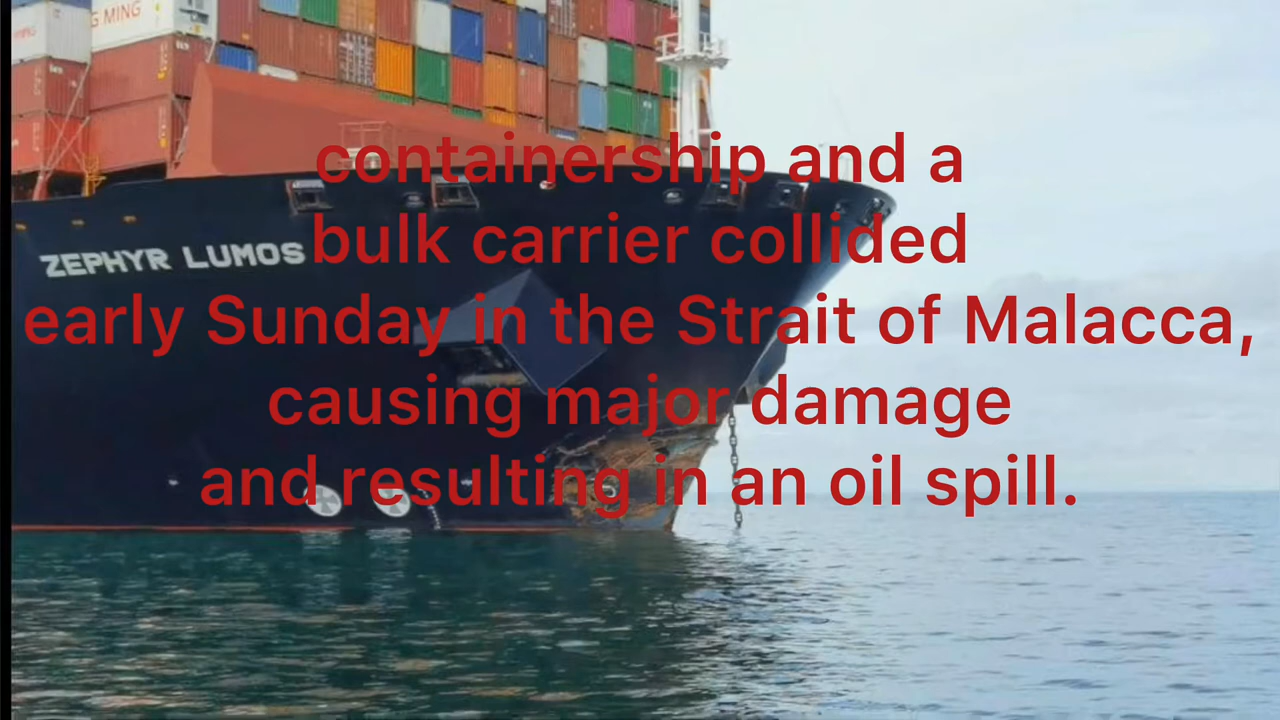 G MING
containership and a
bulk carrier collided
ZEPHYR LUMOS
early Sunday in the Strait of Malacca,
causing major damage
and resulting in an oil spill.